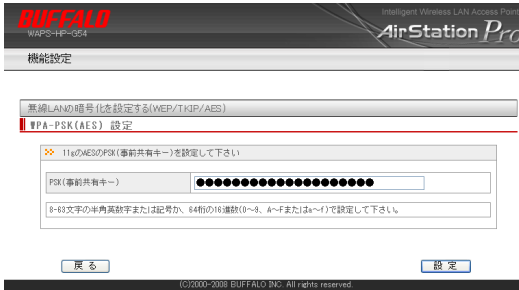 BUFFALO
WAPS-HP-G54
Intelligent Wireless LAN Access Point
AirStation Pro
機能設定
無線LANの暗号化を設定する(WEP/TKIP/AES)
WPA-PSK(AES) 設定
11gのAESのPSK(事前共有キー)を設定して下さい
PSK(事前共有キー) ●●●●●●●●●●●●●●●●●●●●
8-63文字の半角英数字または記号か、64桁の16進数(0～9、A～Fまたはa～f)で設定して下さい。
戻る 設定
(C)2000-2008 BUFFALO INC. All rights reserved.